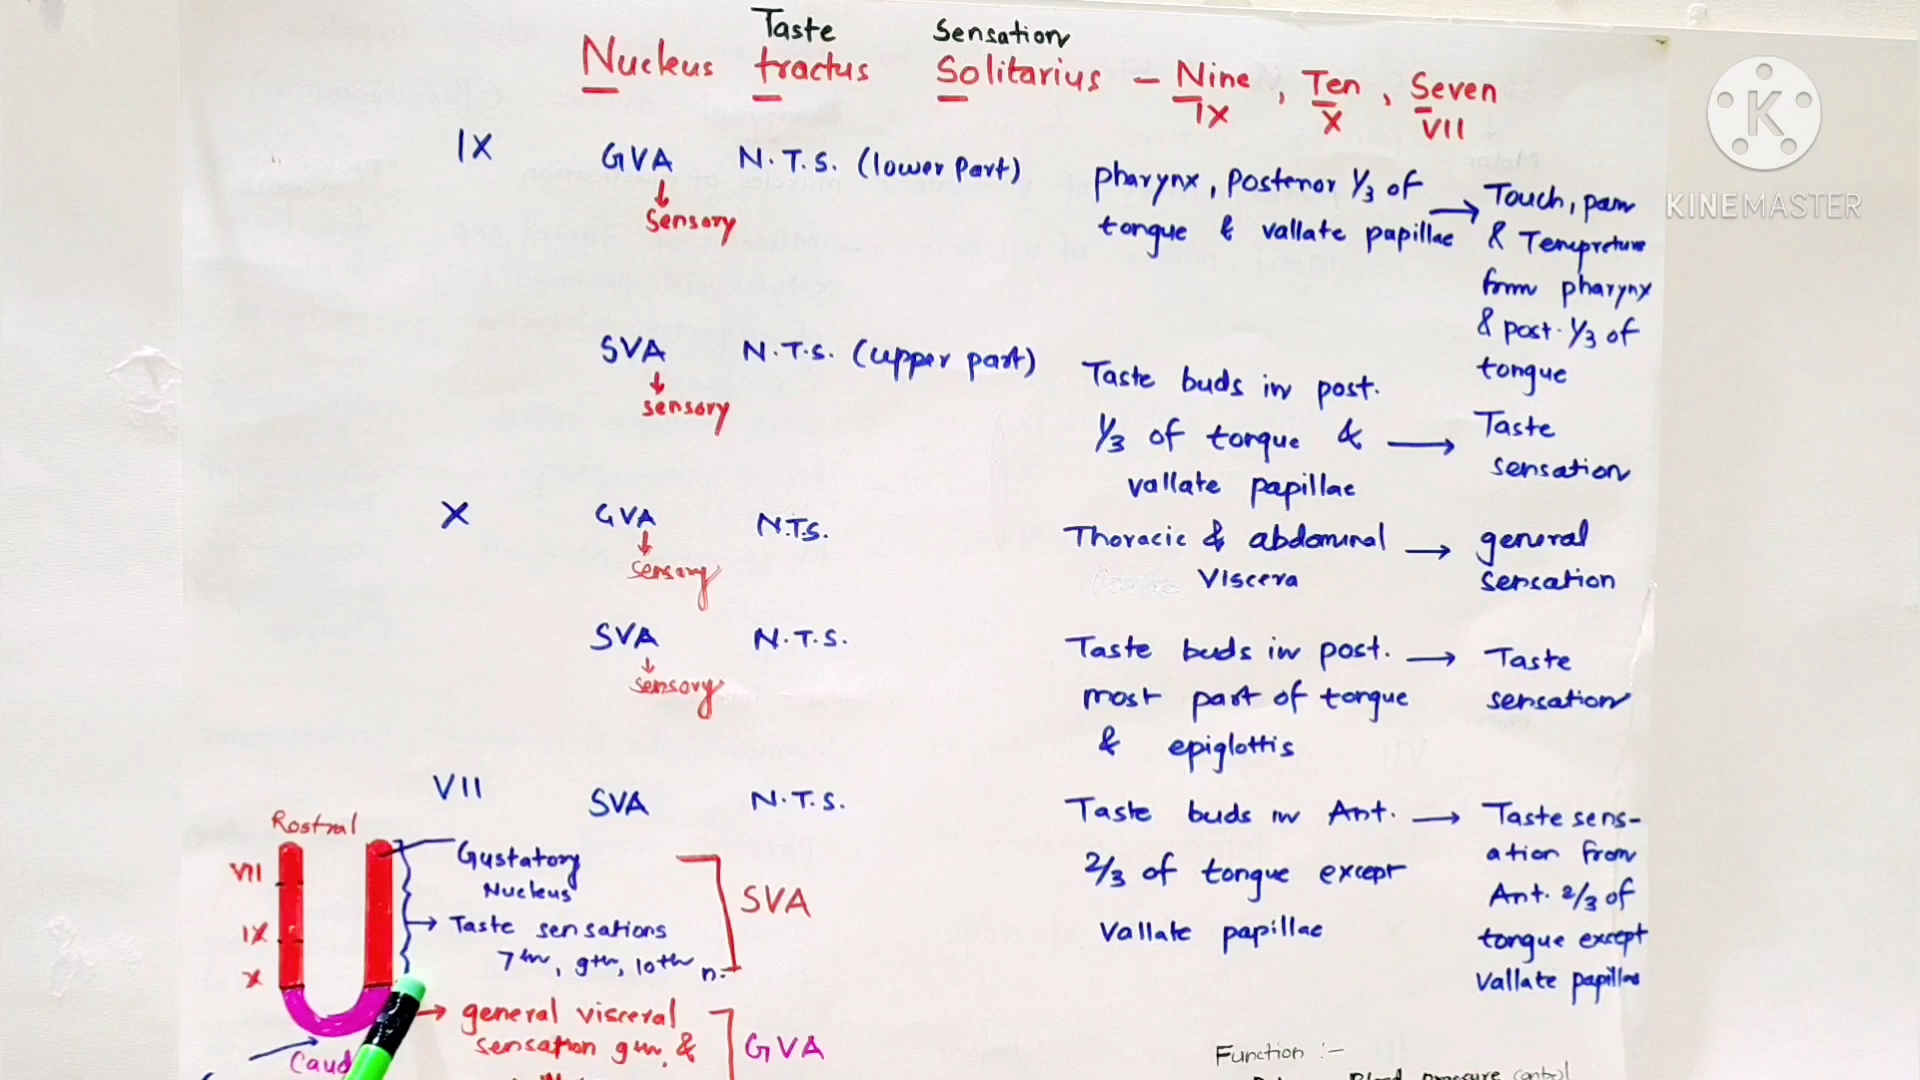 Taste Sensation
Nucleus tractus Solitarius - Nine, Ten, Seven
IX X VII
IX GVA N.T.S. (lower part)
sensory
pharynx, posterior 1/3 of
tongue & vallate papillae →
Touch, pain
& Tempreture
from pharynx
& post. 1/3 of
tongue
SVA N.T.S. (upper part)
sensory
Taste buds in post.
1/3 of tongue & →
vallate papillae
Taste
sensation
X GVA N.T.S.
sensory
Thoracic & abdominal →
Viscera
general
sensation
SVA N.T.S.
sensory
Taste buds in post. →
most part of tongue
& epiglottis
Taste
sensation
VII SVA N.T.S.
Taste buds in Ant. →
2/3 of tongue except
Vallate papillae
Taste sens-
ation from
Ant. 2/3 of
tongue except
Vallate papillae
Rostral
VII
IX
X
Caud
Gustatory
Nucleus
→ Taste sensations
7th, 9th, 10th n.
SVA
→ general visceral
sensation 9th, &
GVA
Function :-
Blood pressure control
KINEMASTER